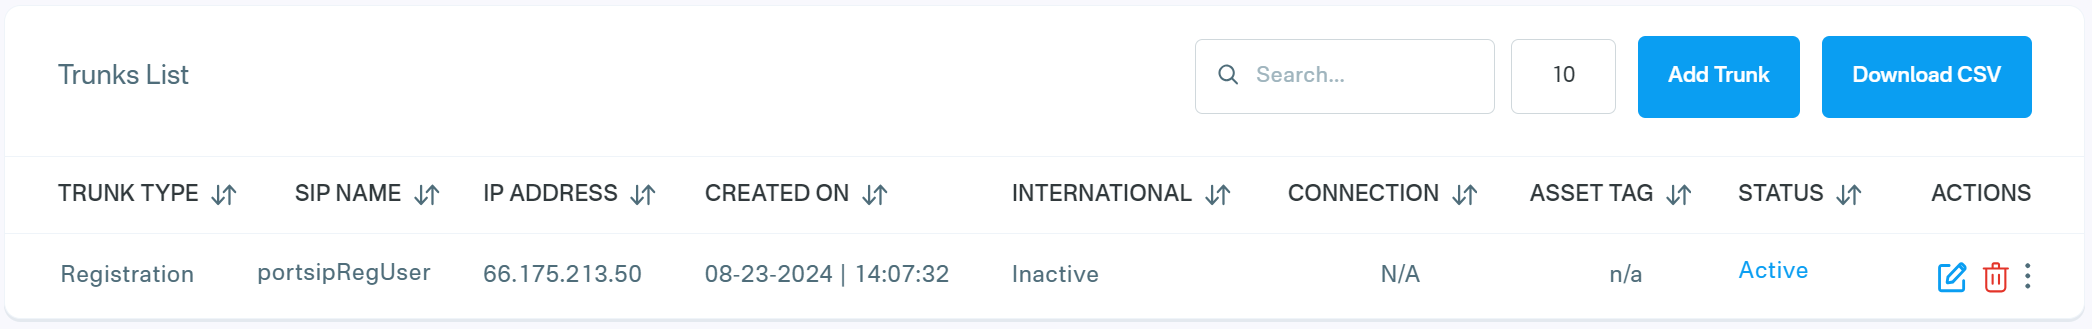 Trunks List Search... 10 Add Trunk Download CSV
TRUNK TYPE SIP NAME IP ADDRESS CREATED ON INTERNATIONAL CONNECTION ASSET TAG STATUS ACTIONS
Registration portsipRegUser 66.175.213.50 08-23-2024 | 14:07:32 Inactive N/A n/a Active